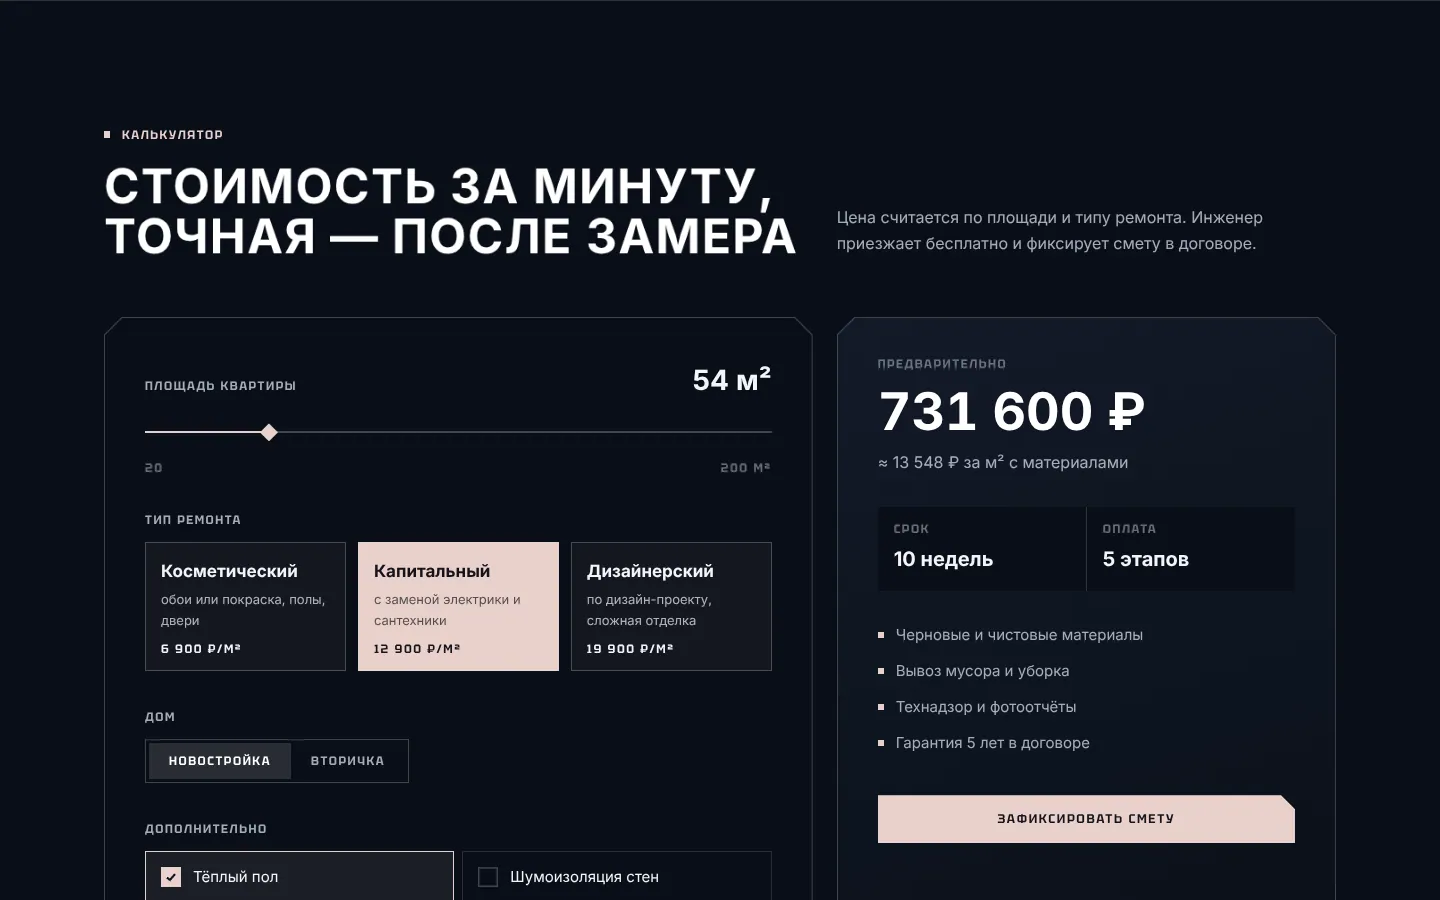 КАЛЬКУЛЯТОР
СТОИМОСТЬ ЗА МИНУТУ,
ТОЧНАЯ — ПОСЛЕ ЗАМЕРА
Цена считается по площади и типу ремонта. Инженер
приезжает бесплатно и фиксирует смету в договоре.
ПЛОЩАДЬ КВАРТИРЫ
54 м²
20
200 М²
ТИП РЕМОНТА
Косметический
обои или покраска, полы,
двери
6 900 ₽/М²
Капитальный
с заменой электрики и
сантехники
12 900 ₽/М²
Дизайнерский
по дизайн-проекту,
сложная отделка
19 900 ₽/М²
ДОМ
НОВОСТРОЙКА
ВТОРИЧКА
ДОПОЛНИТЕЛЬНО
Тёплый пол
Шумоизоляция стен
ПРЕДВАРИТЕЛЬНО
731 600 ₽
≈ 13 548 ₽ за м² с материалами
СРОК
10 недель
ОПЛАТА
5 этапов
Черновые и чистовые материалы
Вывоз мусора и уборка
Технадзор и фотоотчёты
Гарантия 5 лет в договоре
ЗАФИКСИРОВАТЬ СМЕТУ